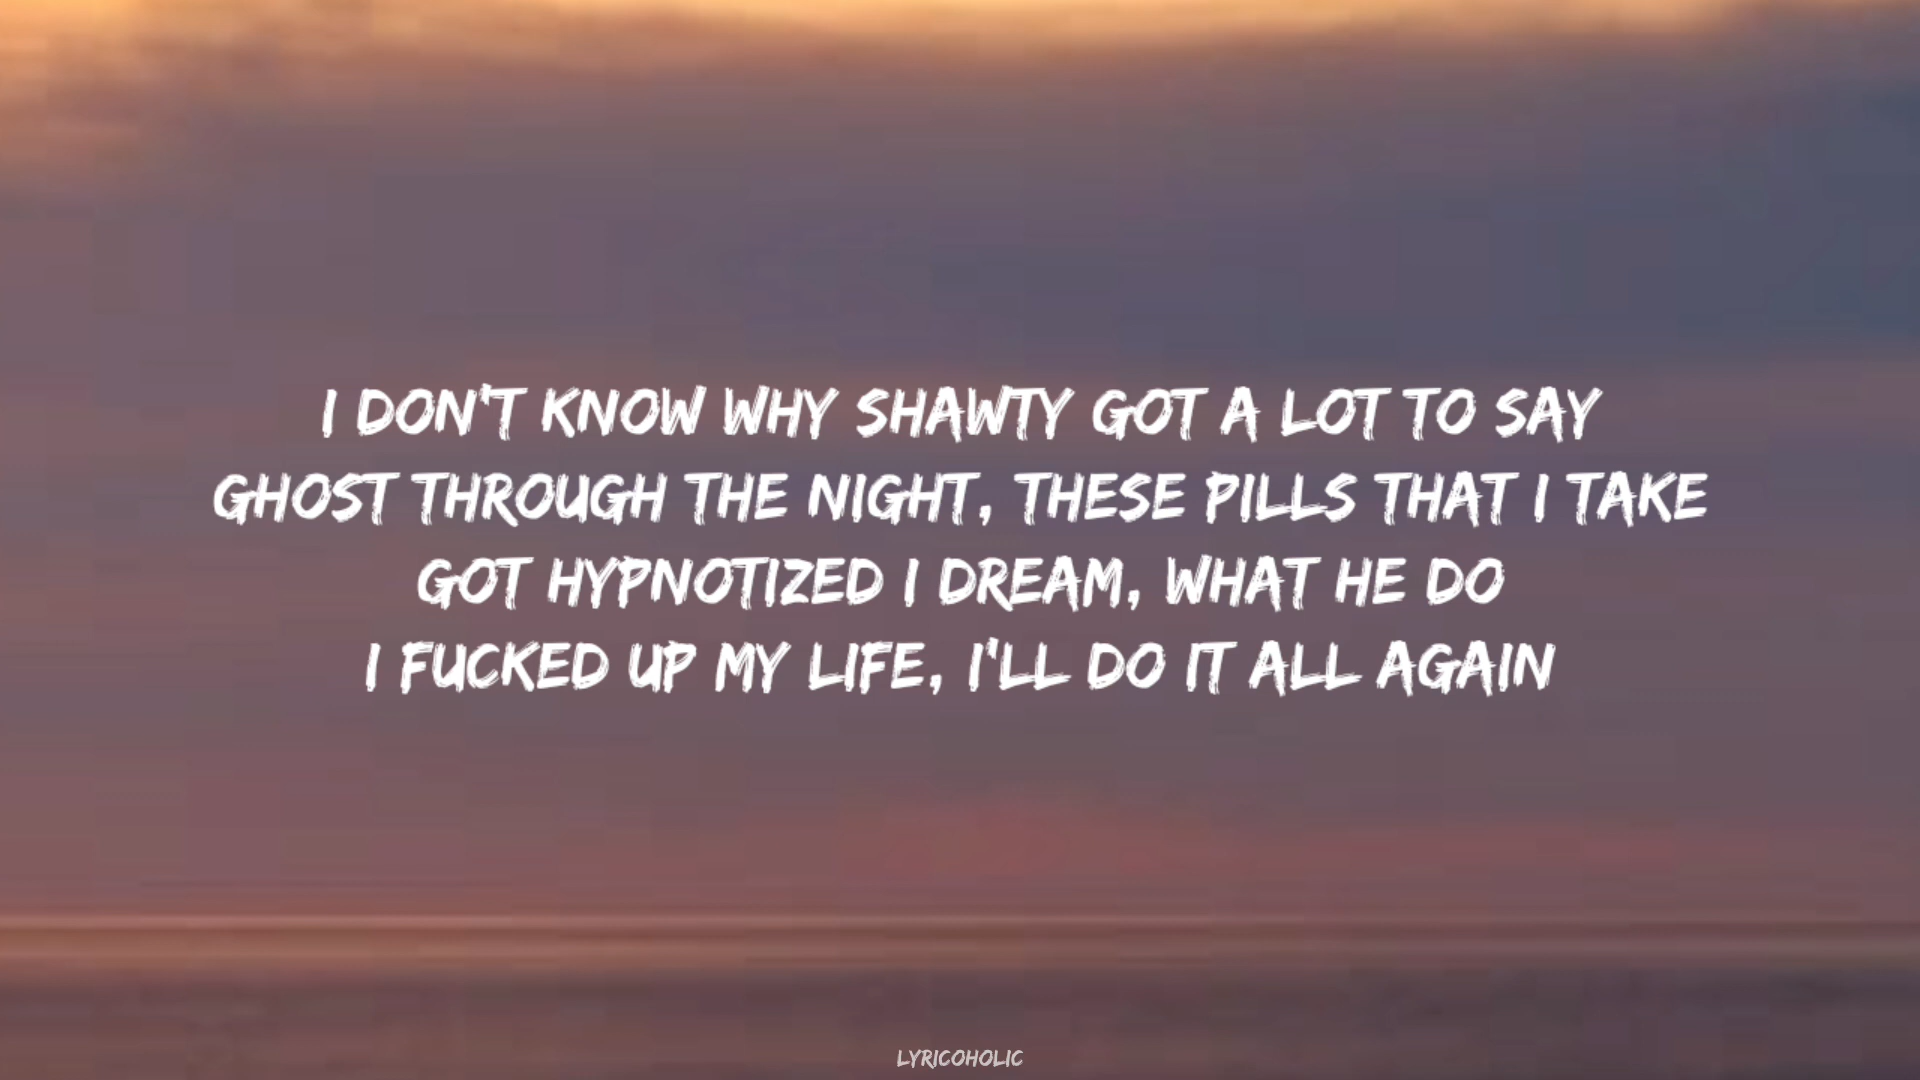 I DON'T KNOW WHY SHAWTY GOT A LOT TO SAY
GHOST THROUGH THE NIGHT, THESE PILLS THAT I TAKE
GOT HYPNOTIZED I DREAM, WHAT HE DO
I FUCKED UP MY LIFE, I'LL DO IT ALL AGAIN
LYRICOHOLIC